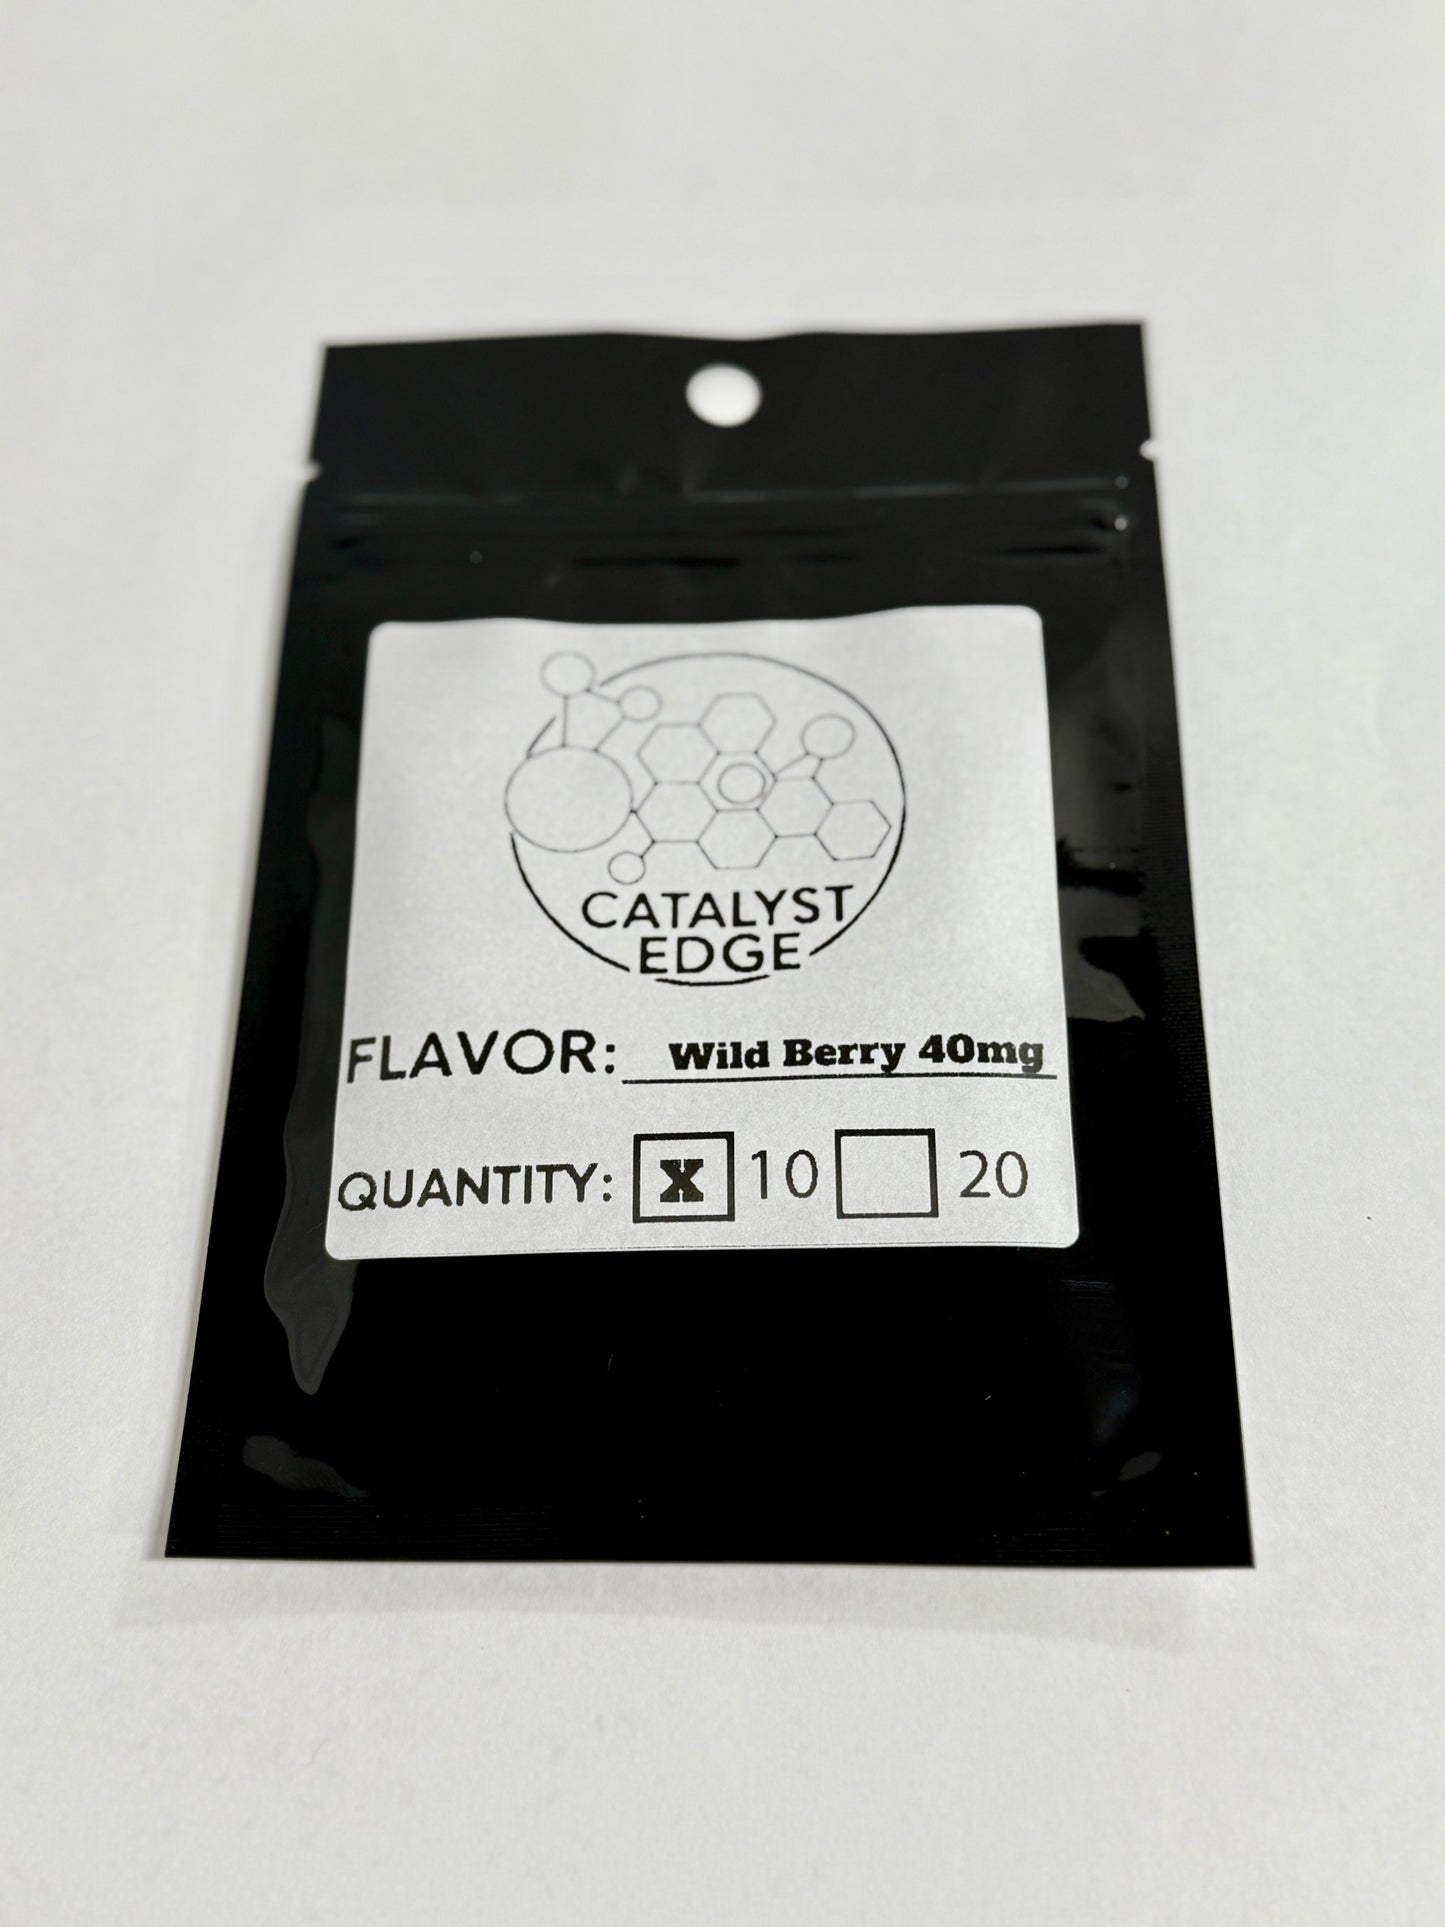 CATALYST
EDGE
FLAVOR: Wild Berry 40mg
QUANTITY: X 10 20